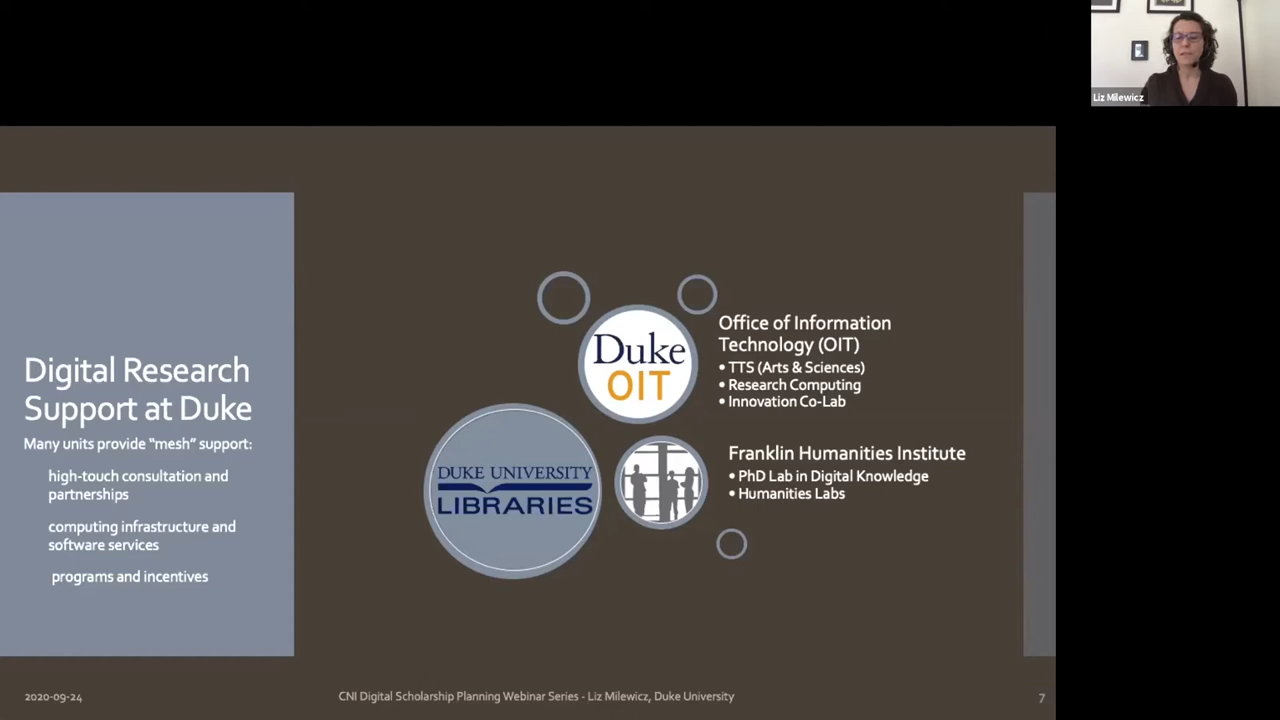 Liz Milewicz
Digital Research
Support at Duke
Many units provide “mesh” support:
high-touch consultation and
partnerships
computing infrastructure and
software services
programs and incentives
Duke
OIT
Office of Information
Technology (OIT)
• TTS (Arts & Sciences)
• Research Computing
• Innovation Co-Lab
DUKE UNIVERSITY
LIBRARIES
Franklin Humanities Institute
• PhD Lab in Digital Knowledge
• Humanities Labs
2020-09-24
CNI Digital Scholarship Planning Webinar Series - Liz Milewicz, Duke University
7